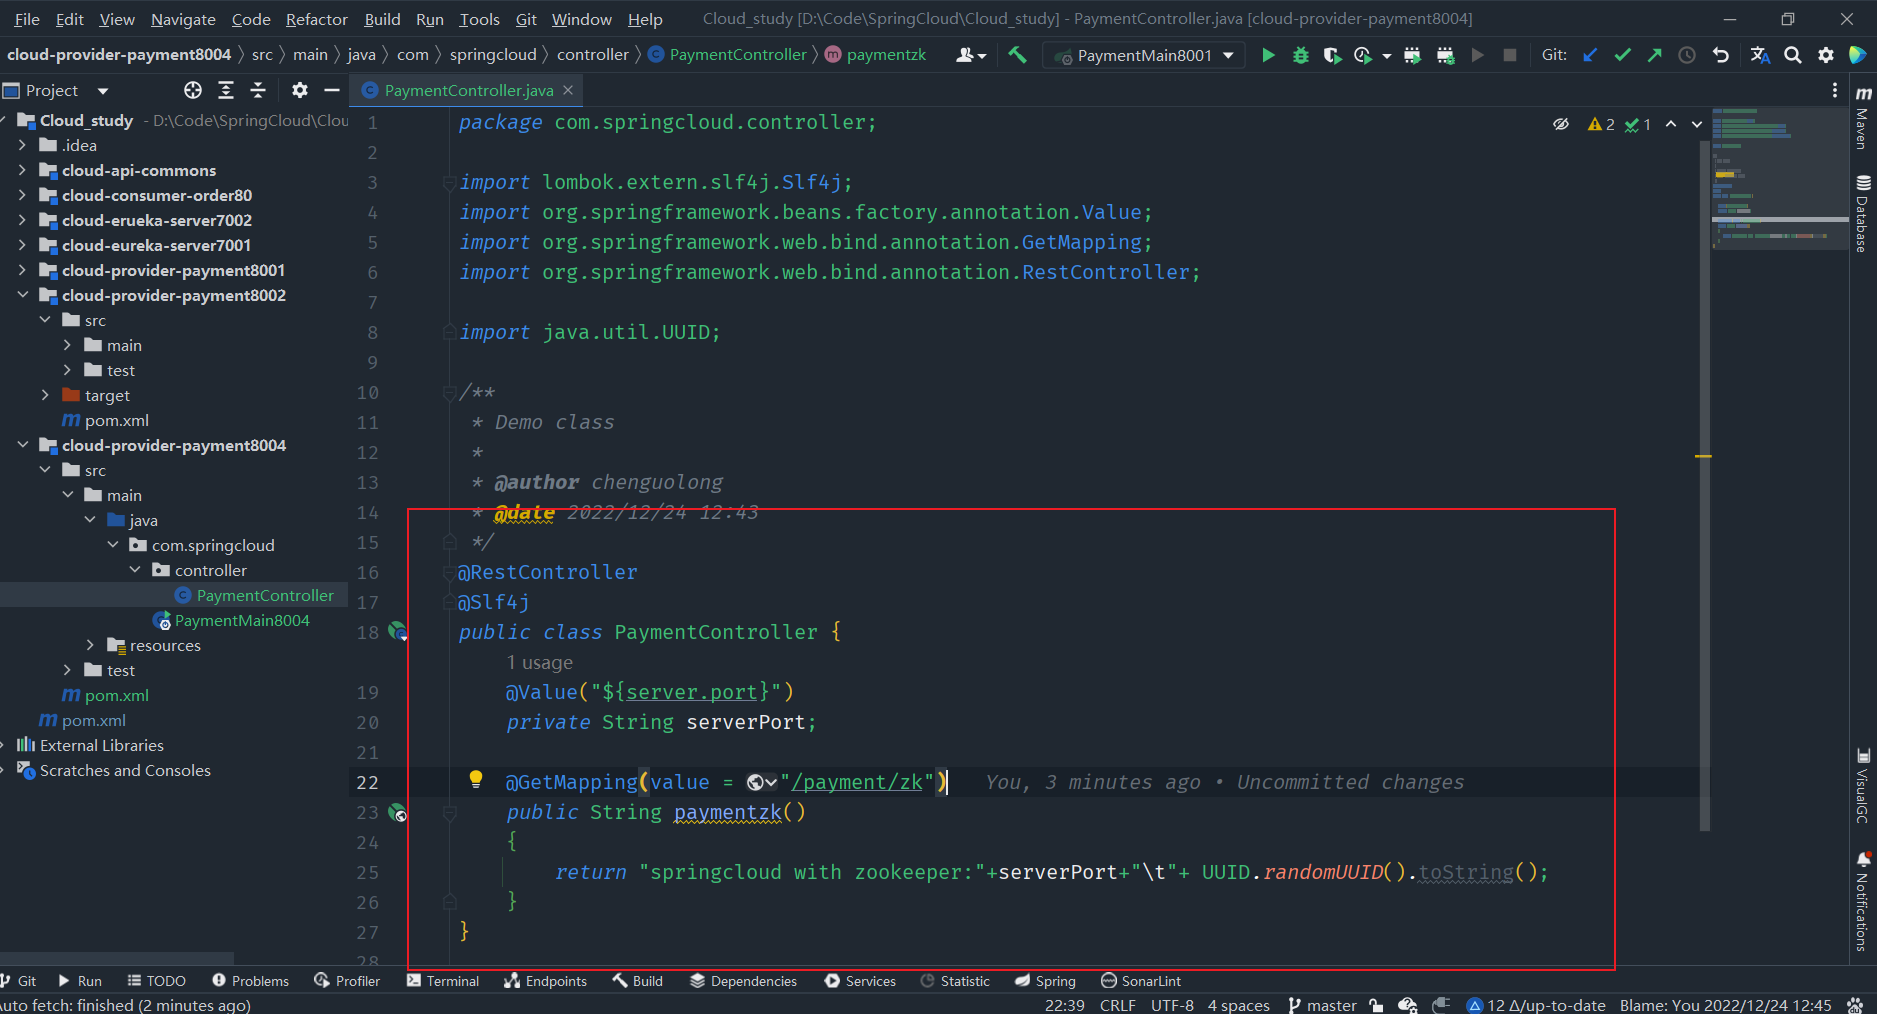 File Edit View Navigate Code Refactor Build Run Tools Git Window Help Cloud_study [D:\Code\SpringCloud\Cloud_study] - PaymentController.java [cloud-provider-payment8004]
cloud-provider-payment8004 src main java com springcloud controller PaymentController paymentzk PaymentMain8001 Git:
Project
PaymentController.java
Cloud_study - D:\Code\SpringCloud\Clou
.idea
cloud-api-commons
cloud-consumer-order80
cloud-erueka-server7002
cloud-eureka-server7001
cloud-provider-payment8001
cloud-provider-payment8002
src
main
test
target
pom.xml
cloud-provider-payment8004
src
main
java
com.springcloud
controller
PaymentController
PaymentMain8004
resources
test
pom.xml
pom.xml
External Libraries
Scratches and Consoles
1 package com.springcloud.controller;
2
3 import lombok.extern.slf4j.Slf4j;
4 import org.springframework.beans.factory.annotation.Value;
5 import org.springframework.web.bind.annotation.GetMapping;
6 import org.springframework.web.bind.annotation.RestController;
7
8 import java.util.UUID;
9
10 /**
11 * Demo class
12 *
13 * @author chenguolong
14 * @date 2022/12/24 12:43
15 */
16 @RestController
17 @Slf4j
18 public class PaymentController {
1 usage
19 @Value("${server.port}")
20 private String serverPort;
21
22 @GetMapping(value = "/payment/zk") You, 3 minutes ago • Uncommitted changes
23 public String paymentzk()
24 {
25 return "springcloud with zookeeper:"+serverPort+"\t"+ UUID.randomUUID().toString();
26 }
27 }
28
2 1
Maven
Database
VisualGC
Notifications
Git Run TODO Problems Profiler Terminal Endpoints Build Dependencies Services Statistic Spring SonarLint
Auto fetch: finished (2 minutes ago) 22:39 CRLF UTF-8 4 spaces master 12 Δ/up-to-date Blame: You 2022/12/24 12:45